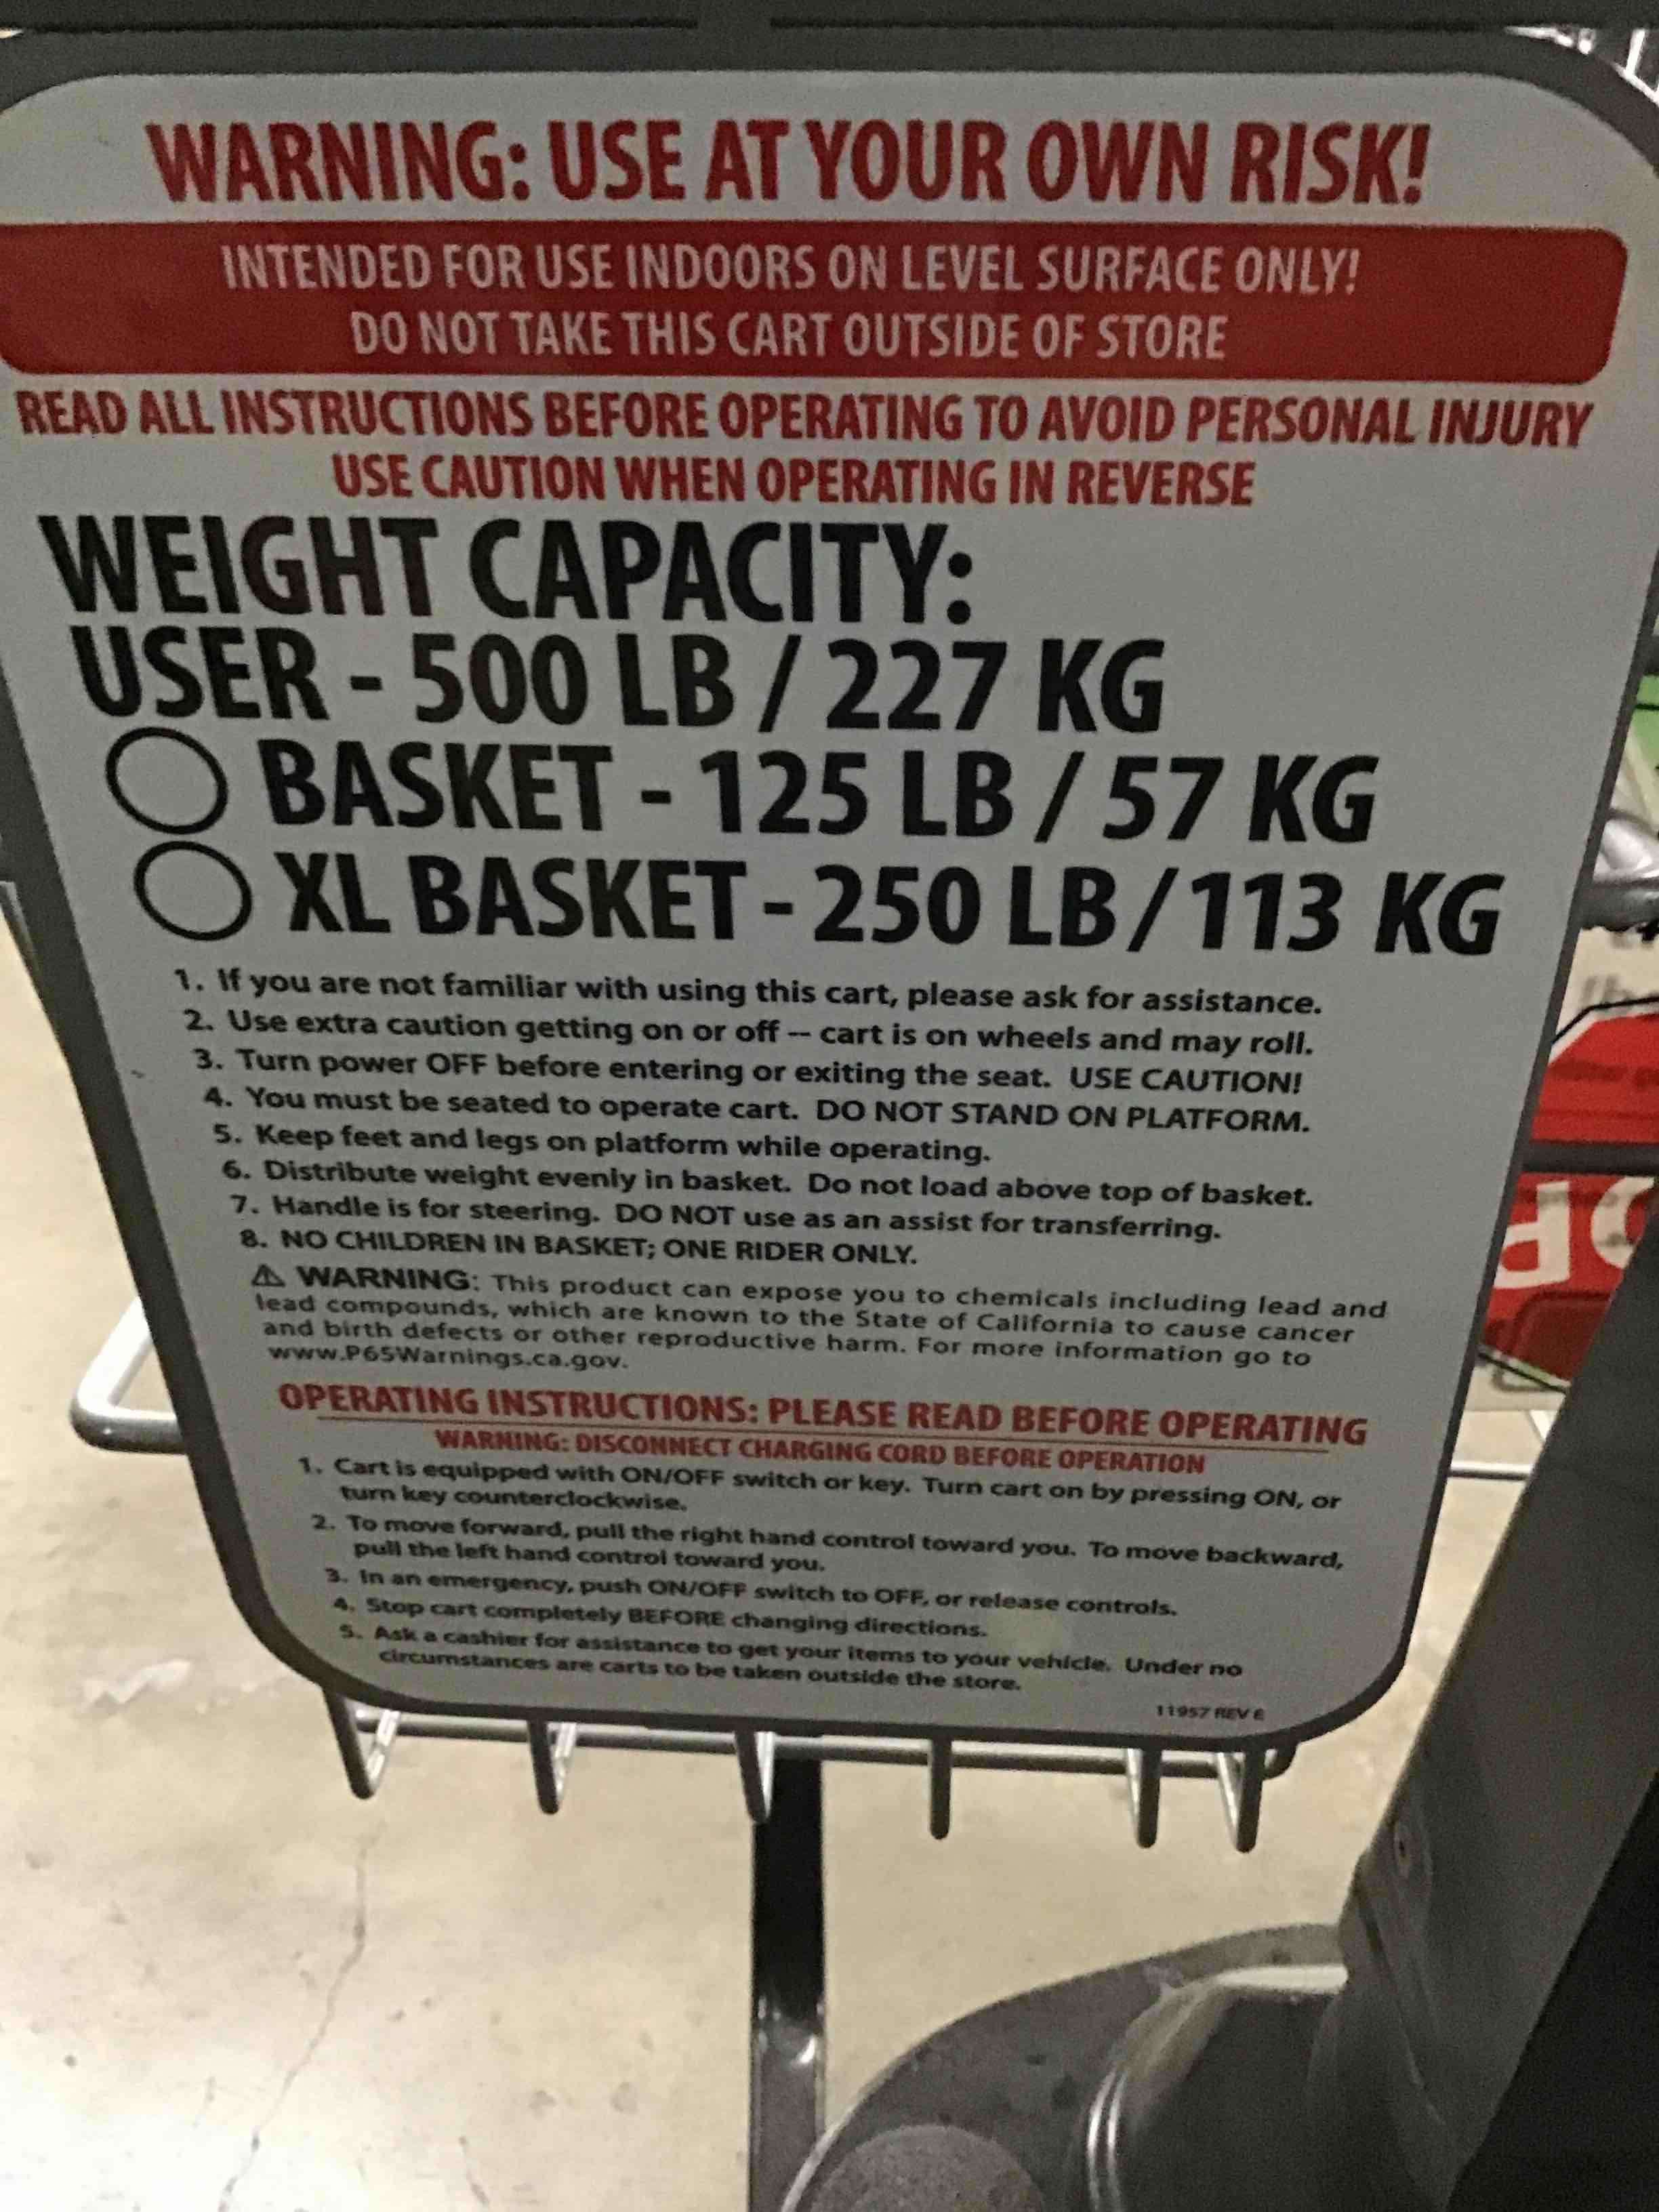 WARNING: USE AT YOUR OWN RISK!
INTENDED FOR USE INDOORS ON LEVEL SURFACE ONLY!
DO NOT TAKE THIS CART OUTSIDE OF STORE
READ ALL INSTRUCTIONS BEFORE OPERATING TO AVOID PERSONAL INJURY
USE CAUTION WHEN OPERATING IN REVERSE
WEIGHT CAPACITY:
USER - 500 LB / 227 KG
BASKET - 125 LB / 57 KG
XL BASKET - 250 LB / 113 KG
1. If you are not familiar with using this cart, please ask for assistance.
2. Use extra caution getting on or off -- cart is on wheels and may roll.
3. Turn power OFF before entering or exiting the seat. USE CAUTION!
4. You must be seated to operate cart. DO NOT STAND ON PLATFORM.
5. Keep feet and legs on platform while operating.
6. Distribute weight evenly in basket. Do not load above top of basket.
7. Handle is for steering. DO NOT use as an assist for transferring.
8. NO CHILDREN IN BASKET; ONE RIDER ONLY.
⚠ WARNING: This product can expose you to chemicals including lead and
lead compounds, which are known to the State of California to cause cancer
and birth defects or other reproductive harm. For more information go to
www.P65Warnings.ca.gov.
OPERATING INSTRUCTIONS: PLEASE READ BEFORE OPERATING
WARNING: DISCONNECT CHARGING CORD BEFORE OPERATION
1. Cart is equipped with ON/OFF switch or key. Turn cart on by pressing ON, or
turn key counterclockwise.
2. To move forward, pull the right hand control toward you. To move backward,
pull the left hand control toward you.
3. In an emergency, push ON/OFF switch to OFF, or release controls.
4. Stop cart completely BEFORE changing directions.
5. Ask a cashier for assistance to get your items to your vehicle. Under no
circumstances are carts to be taken outside the store.
11957 REV E